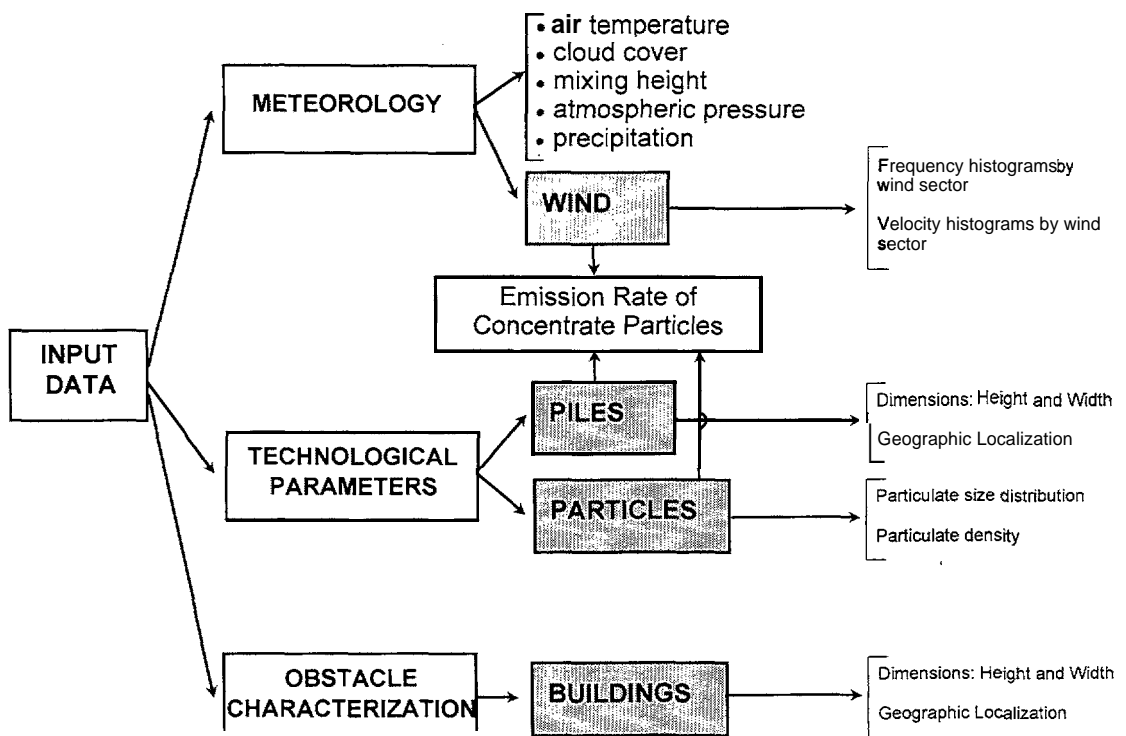 • air temperature
• cloud cover
• mixing height
• atmospheric pressure
• precipitation
METEOROLOGY
WIND
Frequency histogramsby
wind sector
Velocity histograms by wind
sector
Emission Rate of
Concentrate Particles
INPUT
DATA
PILES
Dimensions: Height and Width
Geographic Localization
TECHNOLOGICAL
PARAMETERS
PARTICLES
Particulate size distribution
Particulate density
OBSTACLE
CHARACTERIZATION
BUILDINGS
Dimensions: Height and Width
Geographic Localization